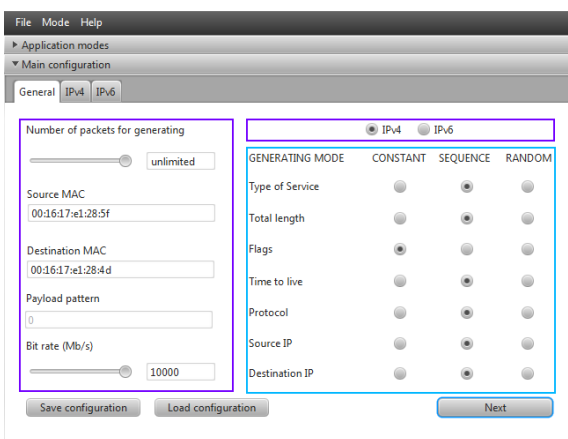 File Mode Help
Application modes
Main configuration
General IPv4 IPv6
Number of packets for generating
unlimited
Source MAC
00:16:17:e1:28:5f
Destination MAC
00:16:17:e1:28:4d
Payload pattern
0
Bit rate (Mb/s)
10000
IPv4 IPv6
GENERATING MODE CONSTANT SEQUENCE RANDOM
Type of Service
Total length
Flags
Time to live
Protocol
Source IP
Destination IP
Save configuration Load configuration Next